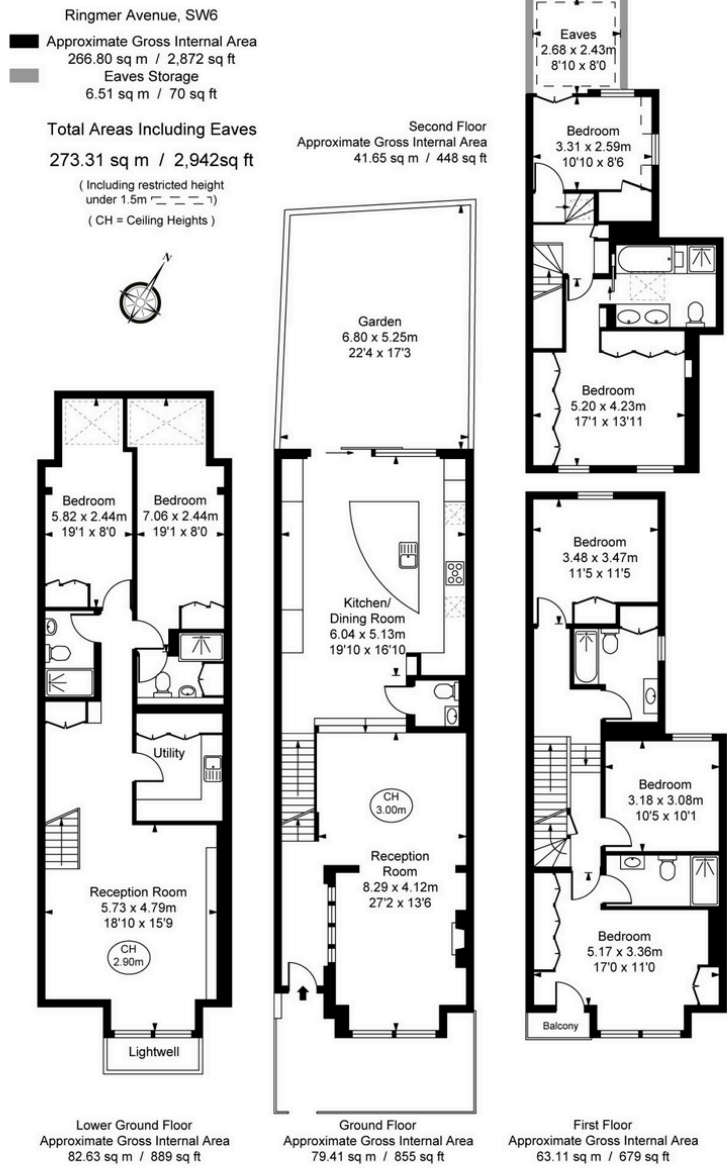 Ringmer Avenue, SW6
Approximate Gross Internal Area
266.80 sq m / 2,872 sq ft
Eaves Storage
6.51 sq m / 70 sq ft
Total Areas Including Eaves
273.31 sq m / 2,942sq ft
( Including restricted height
under 1.5m )
( CH = Ceiling Heights )
N
Second Floor
Approximate Gross Internal Area
41.65 sq m / 448 sq ft
Eaves
2.68 x 2.43m
8'10 x 8'0
Bedroom
3.31 x 2.59m
10'10 x 8'6
Bedroom
5.20 x 4.23m
17'1 x 13'11
Garden
6.80 x 5.25m
22'4 x 17'3
Bedroom
5.82 x 2.44m
19'1 x 8'0
Bedroom
7.06 x 2.44m
19'1 x 8'0
Utility
Reception Room
5.73 x 4.79m
18'10 x 15'9
CH
2.90m
Lightwell
Lower Ground Floor
Approximate Gross Internal Area
82.63 sq m / 889 sq ft
Kitchen/
Dining Room
6.04 x 5.13m
19'10 x 16'10
CH
3.00m
Reception
Room
8.29 x 4.12m
27'2 x 13'6
Ground Floor
Approximate Gross Internal Area
79.41 sq m / 855 sq ft
Bedroom
3.48 x 3.47m
11'5 x 11'5
Bedroom
3.18 x 3.08m
10'5 x 10'1
Bedroom
5.17 x 3.36m
17'0 x 11'0
Balcony
First Floor
Approximate Gross Internal Area
63.11 sq m / 679 sq ft